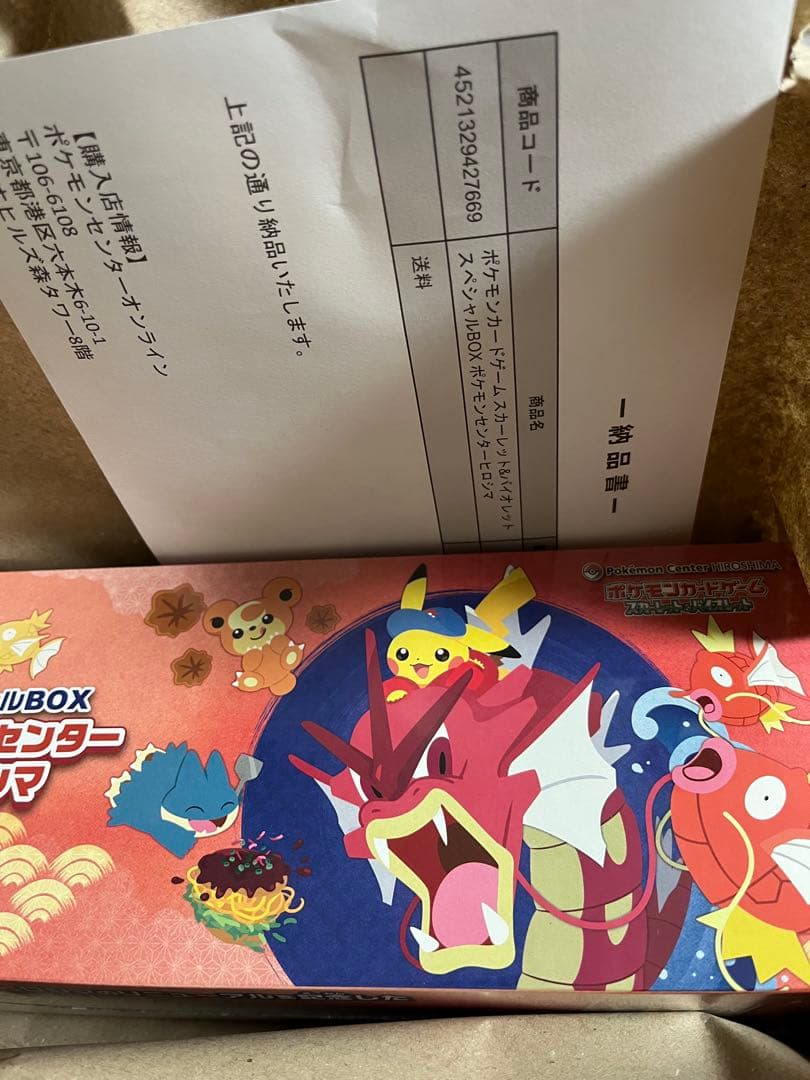 ー納品書ー
商品コード
商品名
4521329427669
ポケモンカードゲーム スカーレット&バイオレット
スペシャルBOX ポケモンセンターヒロシマ
送料
上記の通り納品いたします。
【購入店情報】
ポケモンセンターオンライン
〒106-6108
東京都港区六本木6-10-1
ヒルズ森タワー8階
Pokémon Center HIROSHIMA
ポケモンカードゲーム
スカーレット&バイオレット
ルBOX
センター
マ